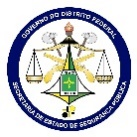 GOVERNO DO DISTRITO FEDERAL
SECRETARIA DE ESTADO DE SEGURANÇA PÚBLICA